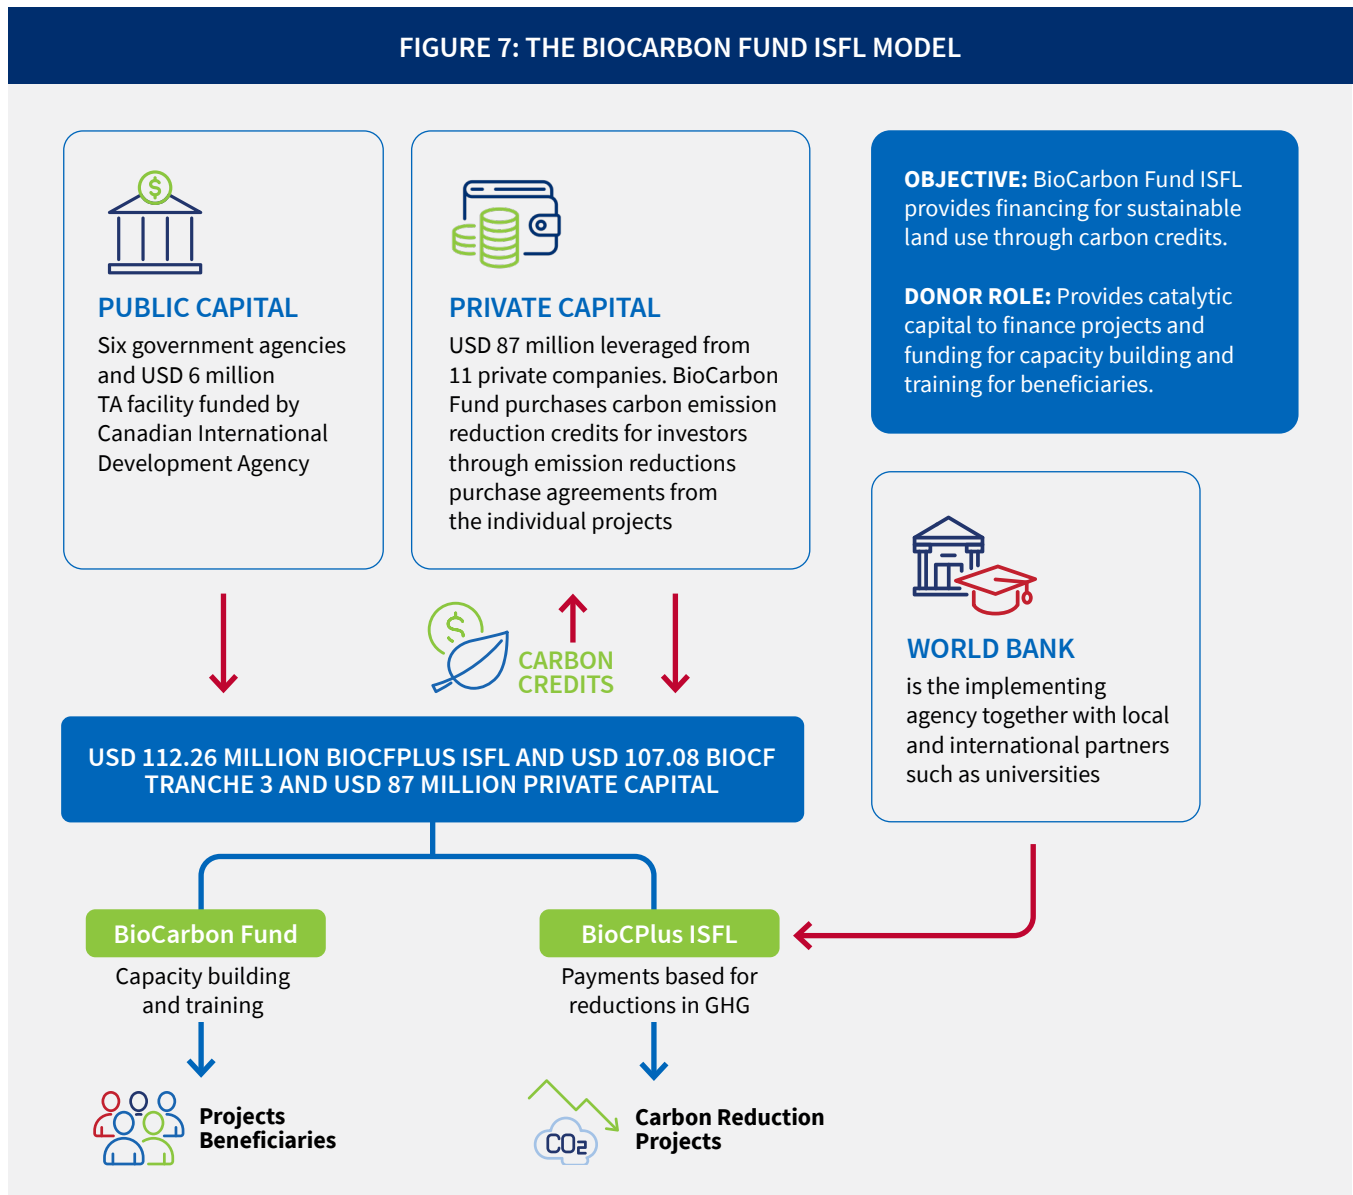 FIGURE 7: THE BIOCARBON FUND ISFL MODEL
PUBLIC CAPITAL
Six government agencies
and USD 6 million
TA facility funded by
Canadian International
Development Agency
PRIVATE CAPITAL
USD 87 million leveraged from
11 private companies. BioCarbon
Fund purchases carbon emission
reduction credits for investors
through emission reductions
purchase agreements from
the individual projects
OBJECTIVE: BioCarbon Fund ISFL
provides financing for sustainable
land use through carbon credits.
DONOR ROLE: Provides catalytic
capital to finance projects and
funding for capacity building and
training for beneficiaries.
CARBON
CREDITS
WORLD BANK
is the implementing
agency together with local
and international partners
such as universities
USD 112.26 MILLION BIOCFPLUS ISFL AND USD 107.08 BIOCF
TRANCHE 3 AND USD 87 MILLION PRIVATE CAPITAL
BioCarbon Fund
Capacity building
and training
Projects
Beneficiaries
BioCPlus ISFL
Payments based for
reductions in GHG
CO2
Carbon Reduction
Projects